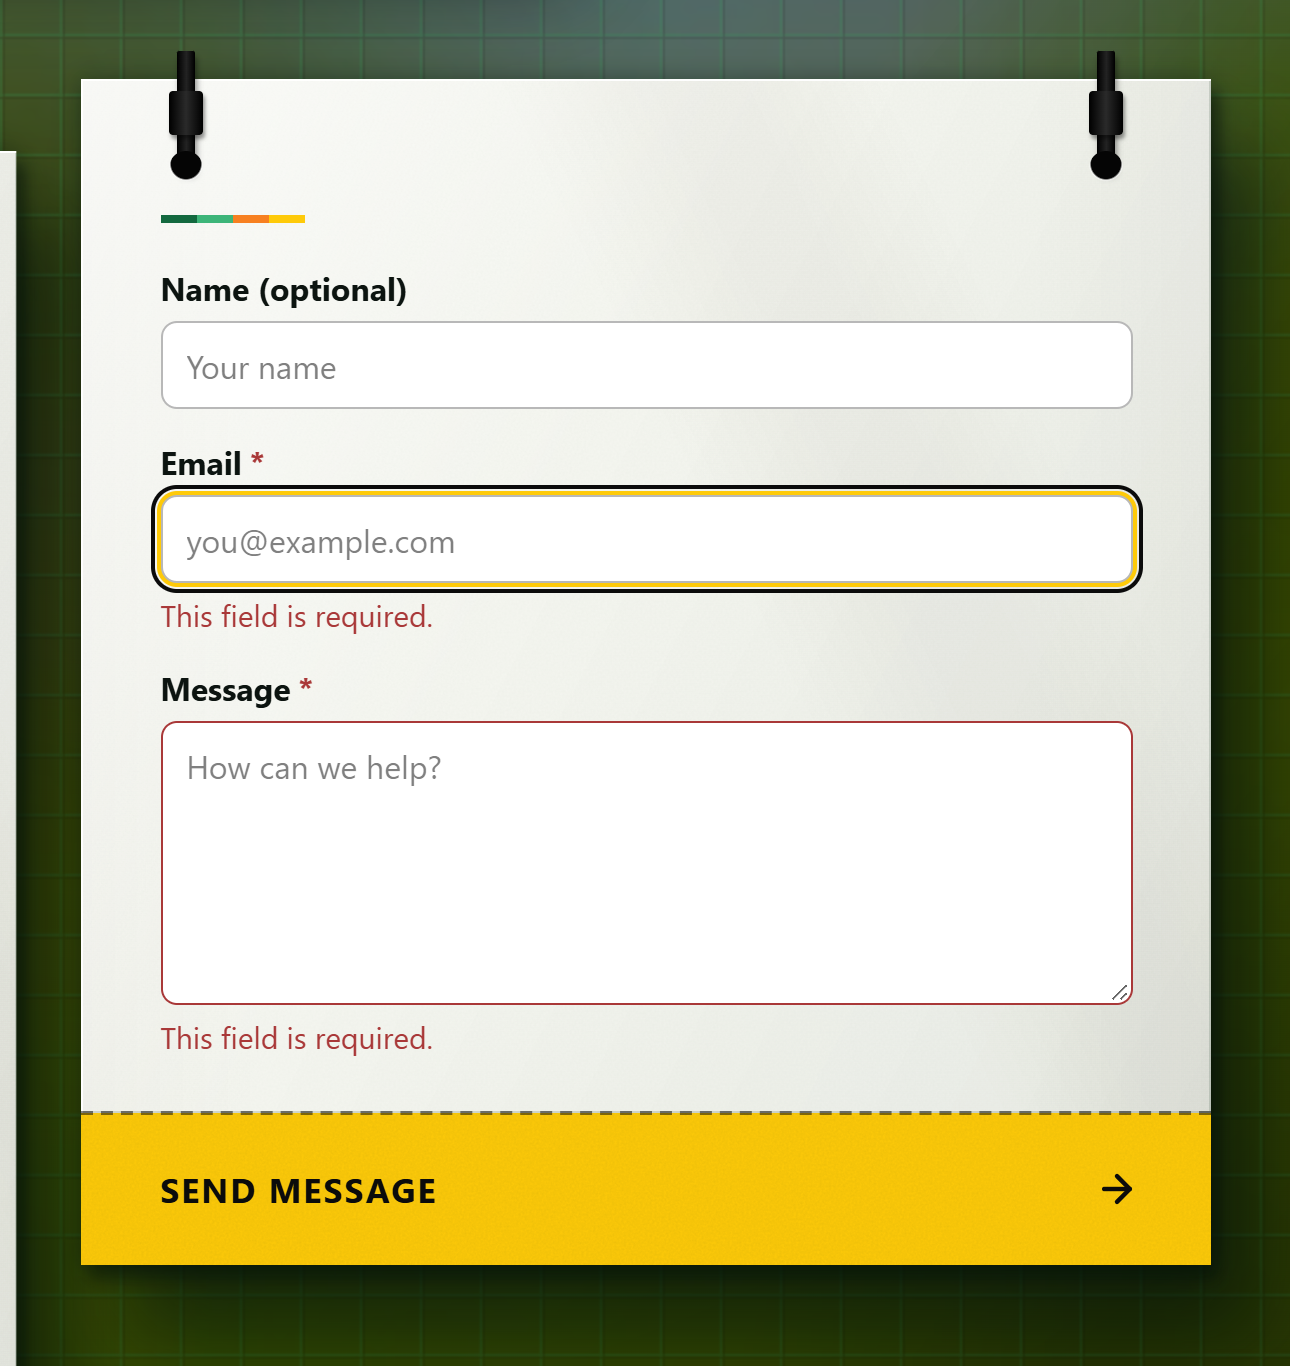 Name (optional)
Your name
Email *
you@example.com
This field is required.
Message *
How can we help?
This field is required.
SEND MESSAGE